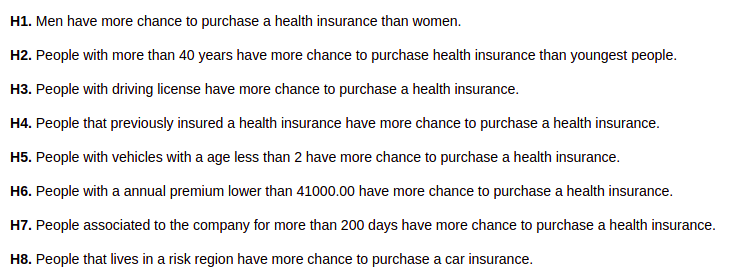 H1. Men have more chance to purchase a health insurance than women.
H2. People with more than 40 years have more chance to purchase health insurance than youngest people.
H3. People with driving license have more chance to purchase a health insurance.
H4. People that previously insured a health insurance have more chance to purchase a health insurance.
H5. People with vehicles with a age less than 2 have more chance to purchase a health insurance.
H6. People with a annual premium lower than 41000.00 have more chance to purchase a health insurance.
H7. People associated to the company for more than 200 days have more chance to purchase a health insurance.
H8. People that lives in a risk region have more chance to purchase a car insurance.